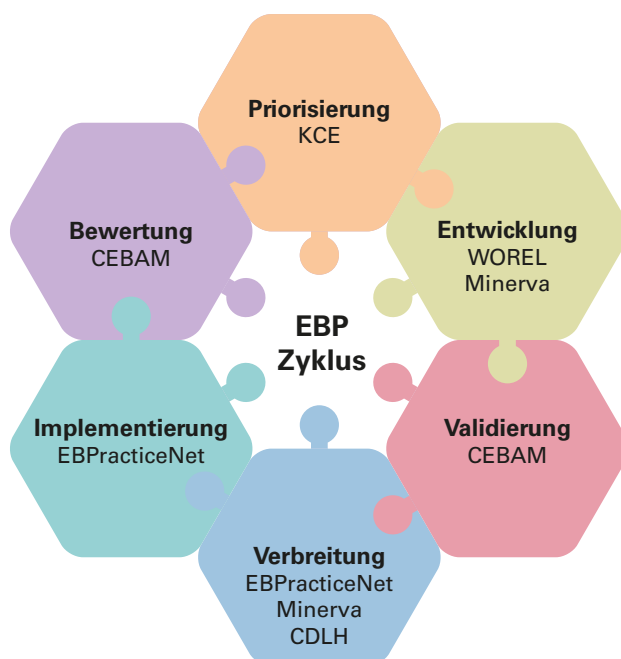 Priorisierung
KCE
Entwicklung
WOREL
Minerva
Validierung
CEBAM
Verbreitung
EBPracticeNet
Minerva
CDLH
Implementierung
EBPracticeNet
Bewertung
CEBAM
EBP
Zyklus